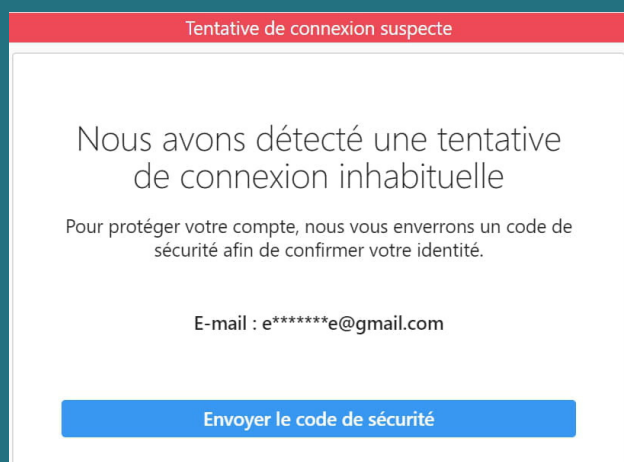 Tentative de connexion suspecte
Nous avons détecté une tentative
de connexion inhabituelle
Pour protéger votre compte, nous vous enverrons un code de
sécurité afin de confirmer votre identité.
E-mail : e*******e@gmail.com
Envoyer le code de sécurité